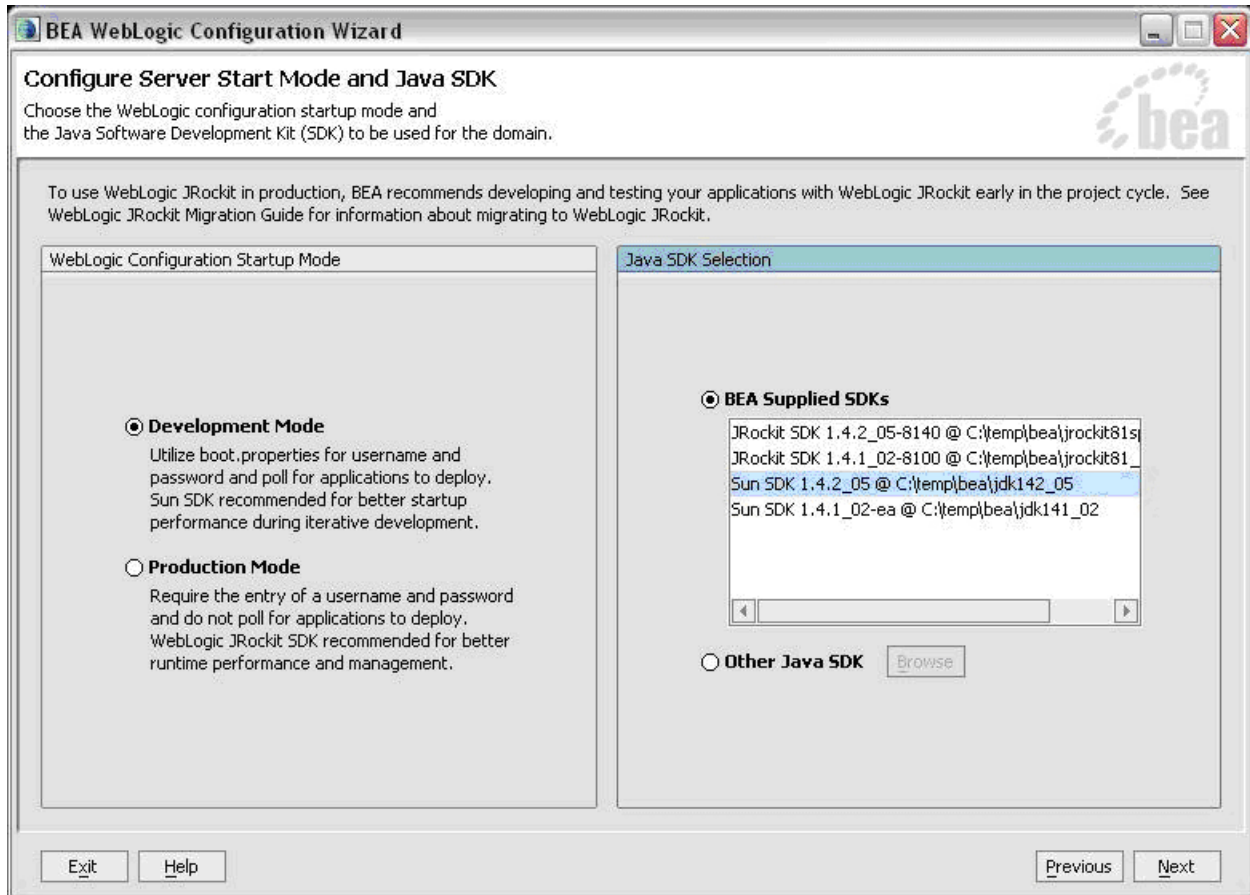 BEA WebLogic Configuration Wizard
Configure Server Start Mode and Java SDK
Choose the WebLogic configuration startup mode and
the Java Software Development Kit (SDK) to be used for the domain.
bea
To use WebLogic JRockit in production, BEA recommends developing and testing your applications with WebLogic JRockit early in the project cycle. See
WebLogic JRockit Migration Guide for information about migrating to WebLogic JRockit.
WebLogic Configuration Startup Mode
Development Mode
Utilize boot.properties for username and
password and poll for applications to deploy.
Sun SDK recommended for better startup
performance during iterative development.
Production Mode
Require the entry of a username and password
and do not poll for applications to deploy.
WebLogic JRockit SDK recommended for better
runtime performance and management.
Java SDK Selection
BEA Supplied SDKs
JRockit SDK 1.4.2_05-8140 @ C:\temp\bea\jrockit81sp
JRockit SDK 1.4.1_02-8100 @ C:\temp\bea\jrockit81_
Sun SDK 1.4.2_05 @ C:\temp\bea\jdk142_05
Sun SDK 1.4.1_02-ea @ C:\temp\bea\jdk141_02
Other Java SDK
Browse
Exit
Help
Previous
Next